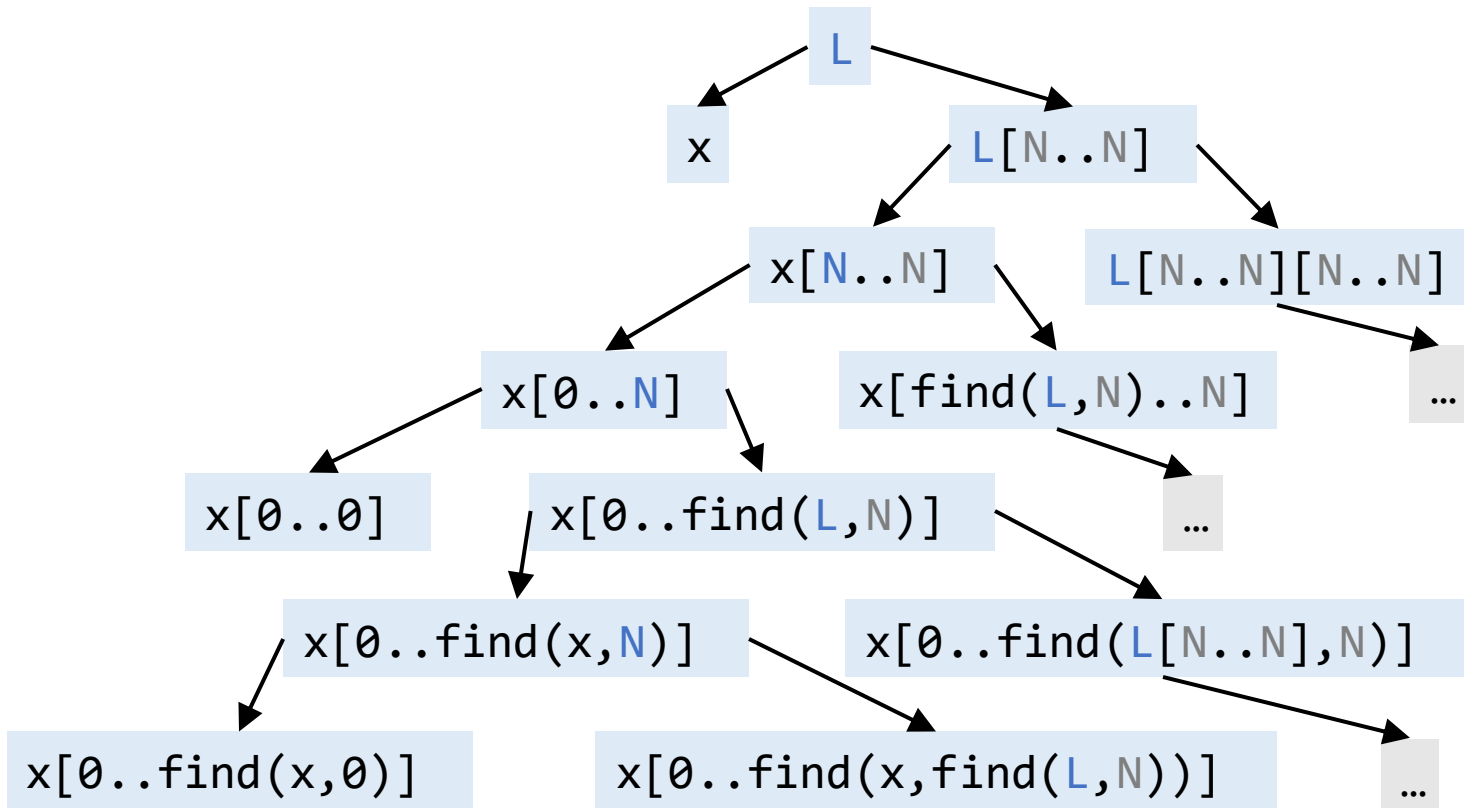 L
x
L[N..N]
x[N..N]
L[N..N][N..N]
x[0..N]
x[find(L,N)..N]
…
x[0..0]
x[0..find(L,N)]
…
x[0..find(x,N)]
x[0..find(L[N..N],N)]
x[0..find(x,0)]
x[0..find(x,find(L,N))]
…